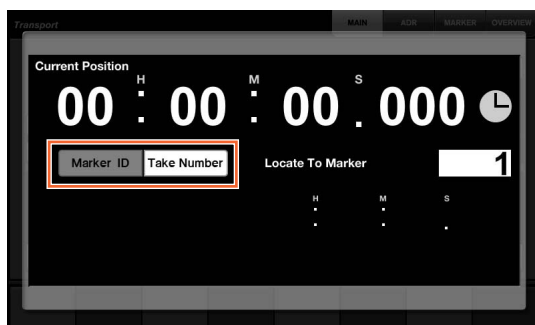 Transport
MAIN ADR MARKER OVERVIEW
Current Position
H M S
00 : 00 : 00 . 000
Marker ID Take Number Locate To Marker 1
H M S
: : .